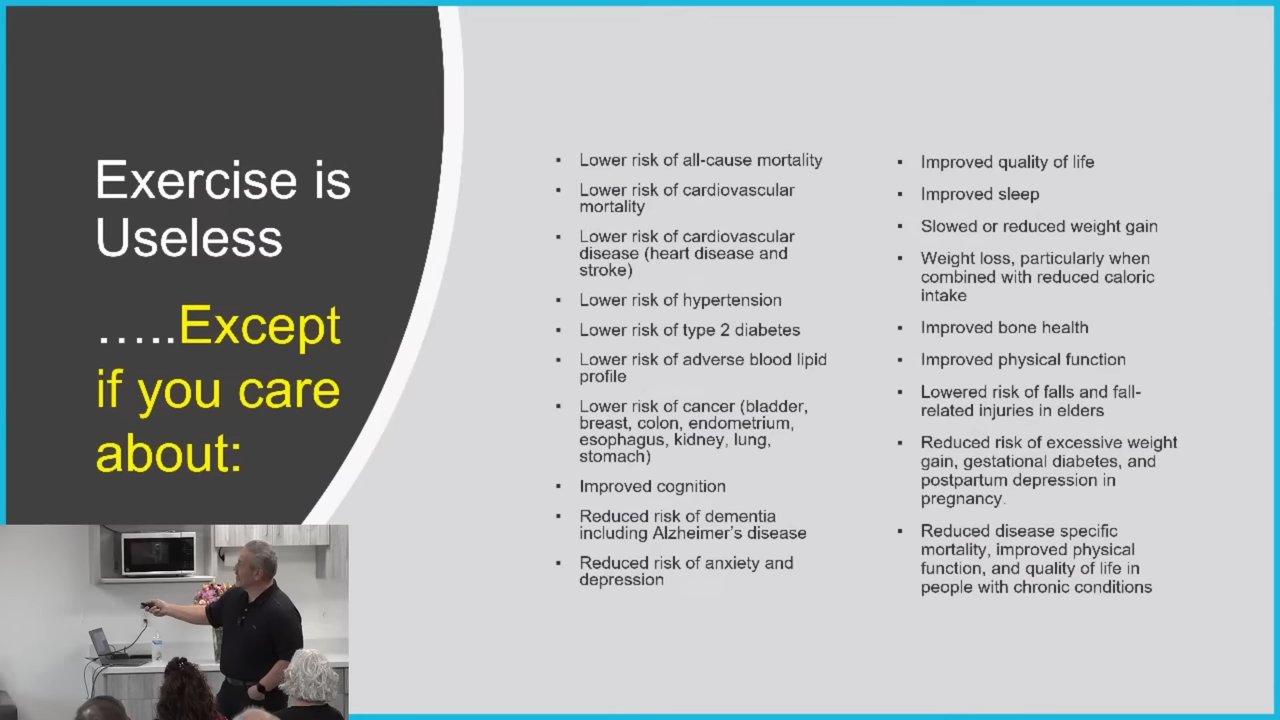 Exercise is
Useless
…..Except
if you care
about:
▪ Lower risk of all-cause mortality
▪ Lower risk of cardiovascular
mortality
▪ Lower risk of cardiovascular
disease (heart disease and
stroke)
▪ Lower risk of hypertension
▪ Lower risk of type 2 diabetes
▪ Lower risk of adverse blood lipid
profile
▪ Lower risk of cancer (bladder,
breast, colon, endometrium,
esophagus, kidney, lung,
stomach)
▪ Improved cognition
▪ Reduced risk of dementia
including Alzheimer's disease
▪ Reduced risk of anxiety and
depression
▪ Improved quality of life
▪ Improved sleep
▪ Slowed or reduced weight gain
▪ Weight loss, particularly when
combined with reduced caloric
intake
▪ Improved bone health
▪ Improved physical function
▪ Lowered risk of falls and fall-
related injuries in elders
▪ Reduced risk of excessive weight
gain, gestational diabetes, and
postpartum depression in
pregnancy.
▪ Reduced disease specific
mortality, improved physical
function, and quality of life in
people with chronic conditions